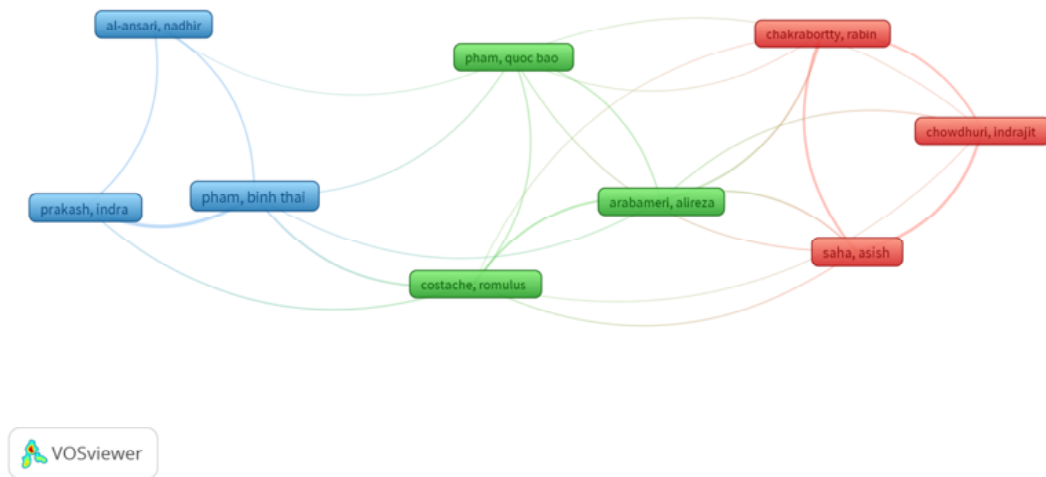 al-ansari, nadhir
chakrabortty, rabin
pham, quoc bao
chowdhuri, indrajit
pham, binh thai
arabameri, alireza
prakash, indra
saha, asish
costache, romulus
VOSviewer